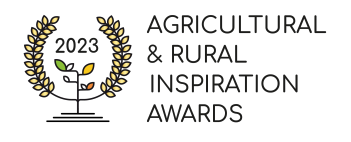 2023
AGRICULTURAL
& RURAL
INSPIRATION
AWARDS